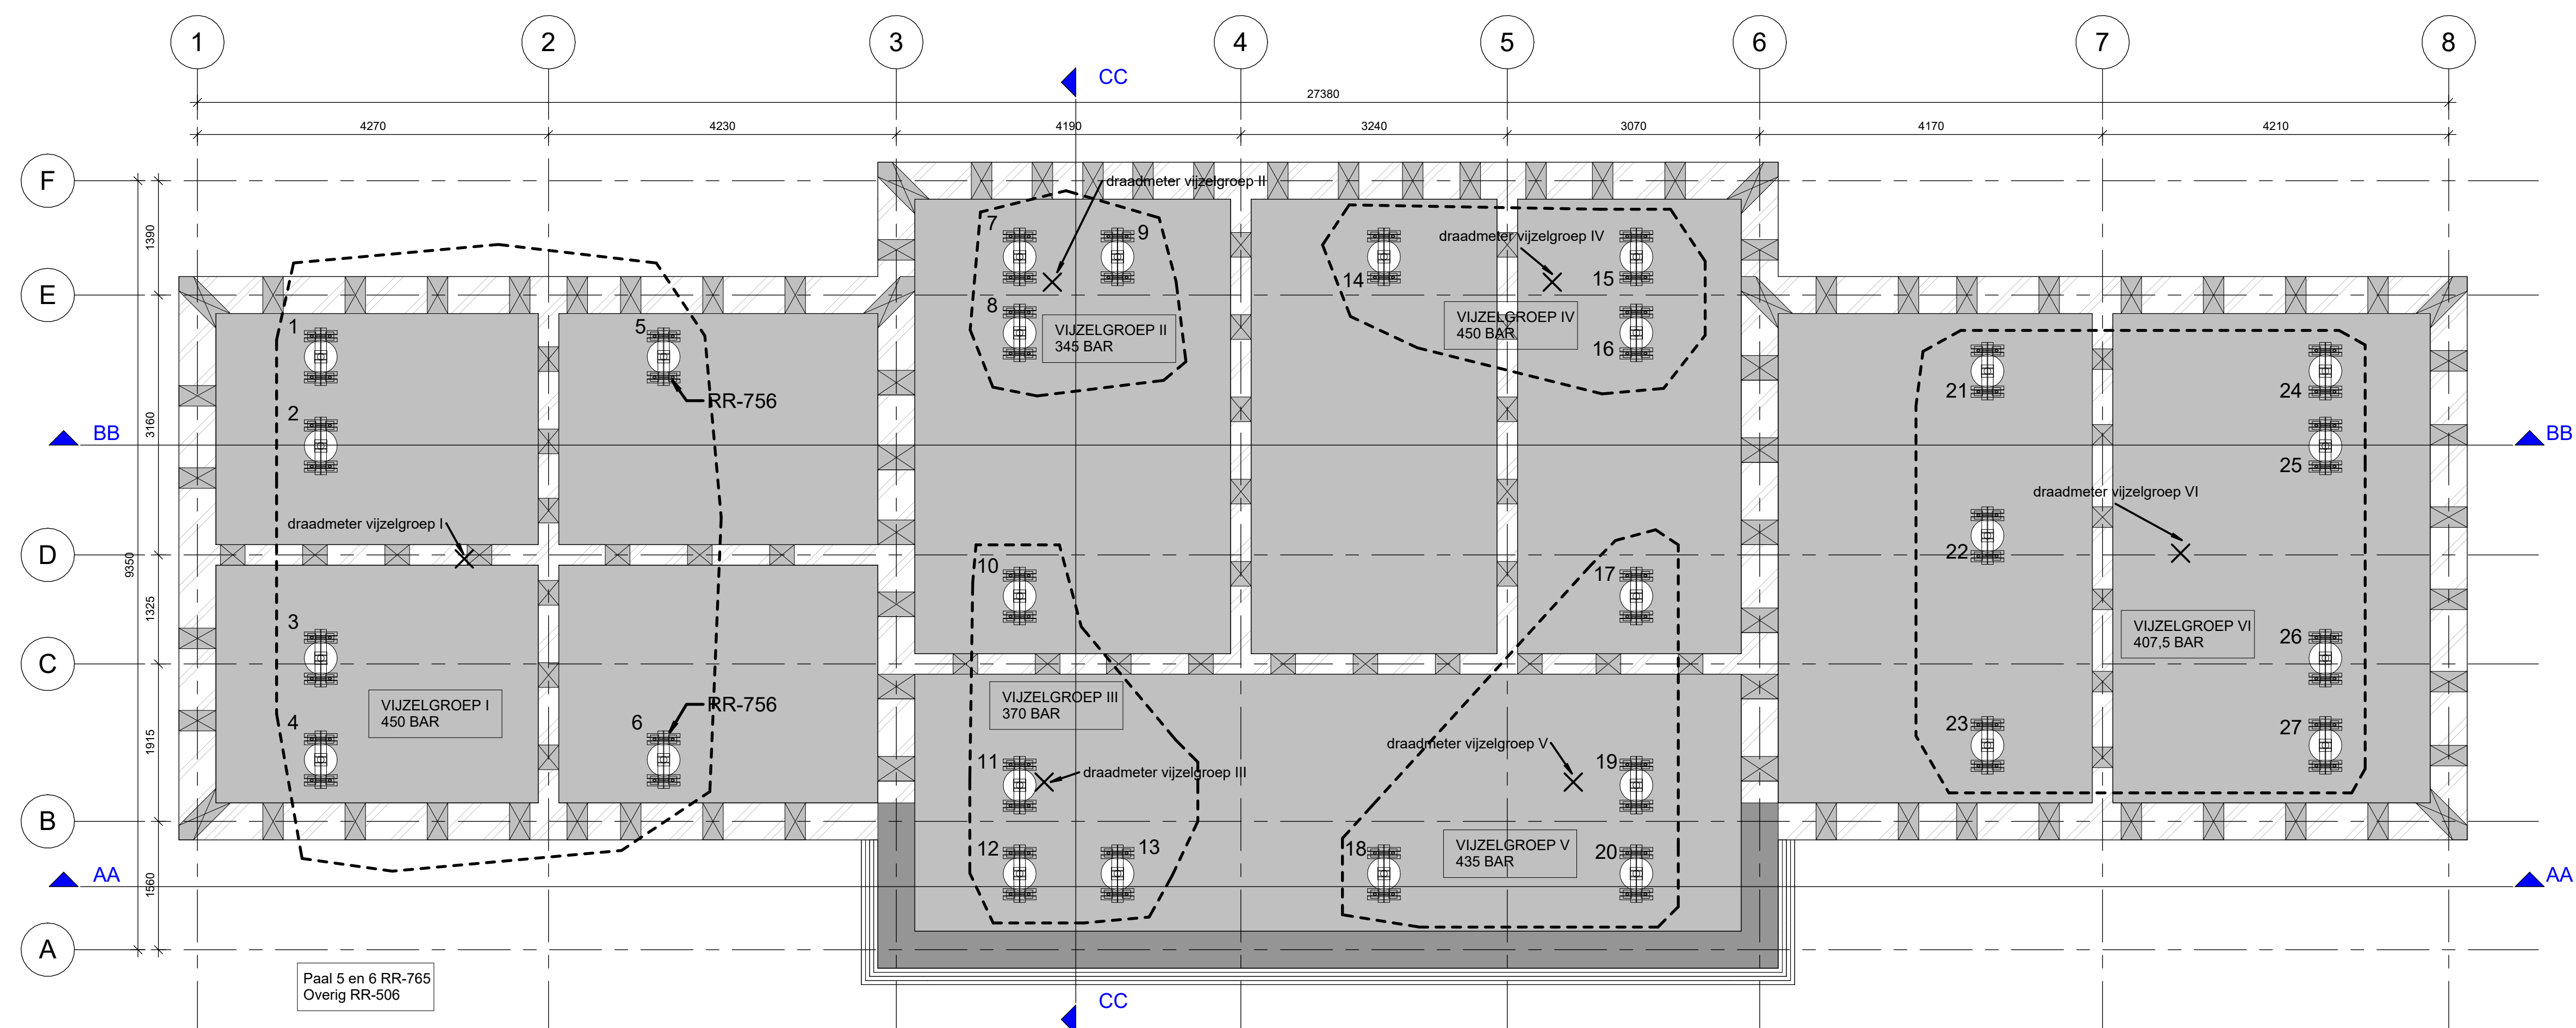 1 2 3 4 5 6 7 8
CC
27380
4270 4230 4190 3240 3070 4170 4210
F
draadmeter vijzelgroep II
7 9
draadmeter vijzelgroep IV
1390
14 15
E
8
VIJZELGROEP II
345 BAR
VIJZELGROEP IV
450 BAR
16
1 5
21 24
RR-756
2
3160
BB BB
25
draadmeter vijzelgroep VI
draadmeter vijzelgroep I
D
9350
22
10 17
1325
3
VIJZELGROEP VI
407,5 BAR
26
C
VIJZELGROEP I
450 BAR
RR-756
VIJZELGROEP III
370 BAR
4 6
23 27
1915
draadmeter vijzelgroep V
11 19
draadmeter vijzelgroep III
B
12 13 18
VIJZELGROEP V
435 BAR
20
AA AA
1560
A
Paal 5 en 6 RR-765
Overig RR-506
CC